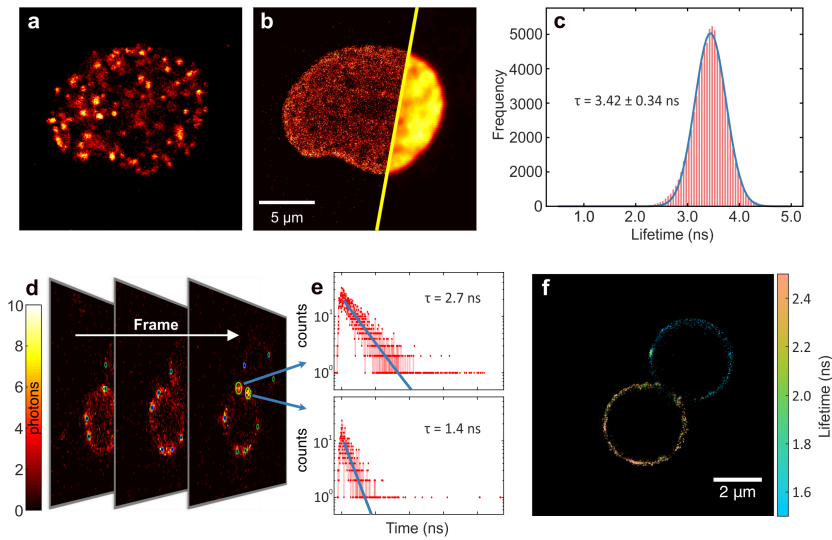 a
b
5 µm
c
Frequency
5000
4000
3000
2000
1000
0
τ = 3.42 ± 0.34 ns
1.0
2.0
3.0
4.0
5.0
Lifetime (ns)
d
10
8
6
4
2
0
photons
Frame
e
counts
10¹
10⁰
τ = 2.7 ns
counts
10¹
10⁰
τ = 1.4 ns
Time (ns)
f
2 µm
2.4
2.2
2.0
1.8
1.6
Lifetime (ns)